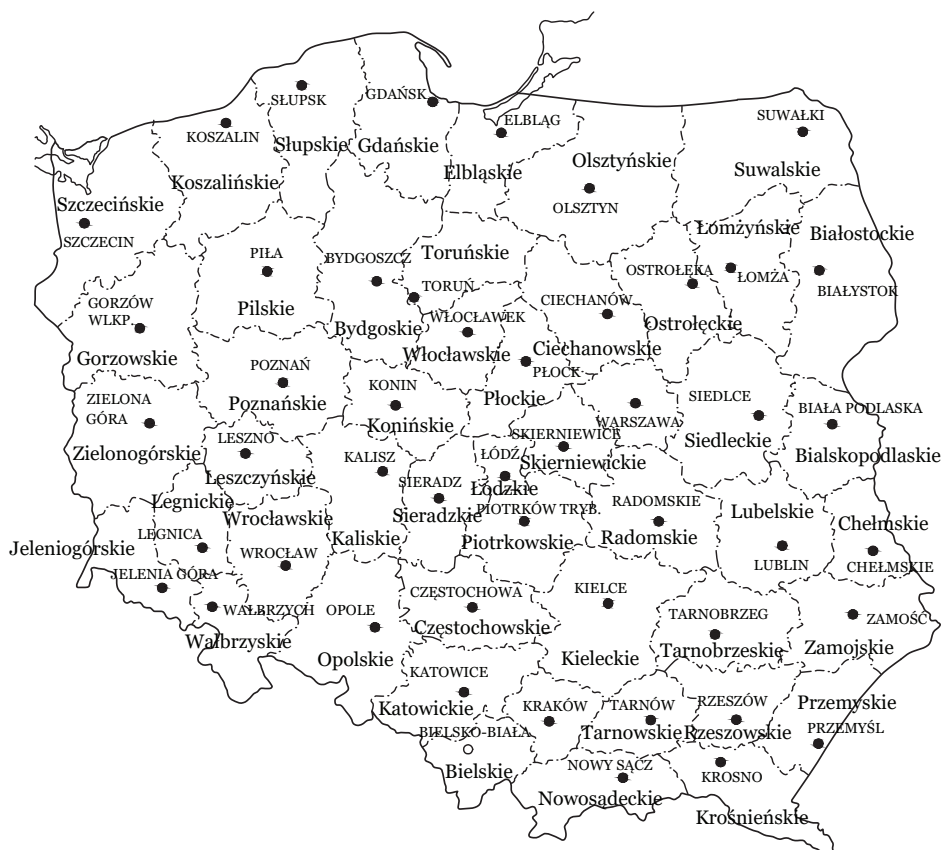 SŁUPSK
GDAŃSK
ELBLĄG
SUWAŁKI
KOSZALIN
Słupskie
Gdańskie
Olsztyńskie
Elbląskie
Suwalskie
Koszalińskie
Szczecińskie
OLSZTYN
SZCZECIN
Łomżyńskie
Białostockie
PIŁA
BYDGOSZCZ
Toruńskie
OSTROŁĘKA
ŁOMŻA
BIAŁYSTOK
TORUŃ
GORZÓW
WLKP.
Pilskie
CIECHANÓW
WŁOCŁAWEK
Bydgoskie
Ostrołęckie
Gorzowskie
Włocławskie
Ciechanowskie
POZNAŃ
PŁOCK
KONIN
Płockie
ZIELONA
GÓRA
Poznańskie
SIEDLCE
BIAŁA PODLASKA
Konińskie
WARSZAWA
LESZNO
SKIERNIEWICE
Siedleckie
Zielonogórskie
KALISZ
ŁÓDŹ
Skierniewickie
Bialskopodlaskie
Leszczyńskie
SIERADZ
Łódzkie
Legnickie
RADOMSKIE
Lubelskie
Wrocławskie
Sieradzkie
PIOTRKÓW TRYB.
Chełmskie
LEGNICA
Kaliskie
Piotrkowskie
Radomskie
Jeleniogórskie
WROCŁAW
LUBLIN
CHEŁMSKIE
JELENIA GÓRA
CZĘSTOCHOWA
KIELCE
WAŁBRZYCH
OPOLE
TARNOBRZEG
ZAMOŚĆ
Wałbrzyskie
Częstochowskie
Tarnobrzeskie
Zamojskie
Opolskie
Kieleckie
KATOWICE
Katowickie
KRAKÓW
TARNÓW
RZESZÓW
Przemyskie
BIELSKO-BIAŁA
Tarnowskie
Rzeszowskie
PRZEMYŚL
Bielskie
NOWY SĄCZ
KROSNO
Nowosądeckie
Krośnieńskie